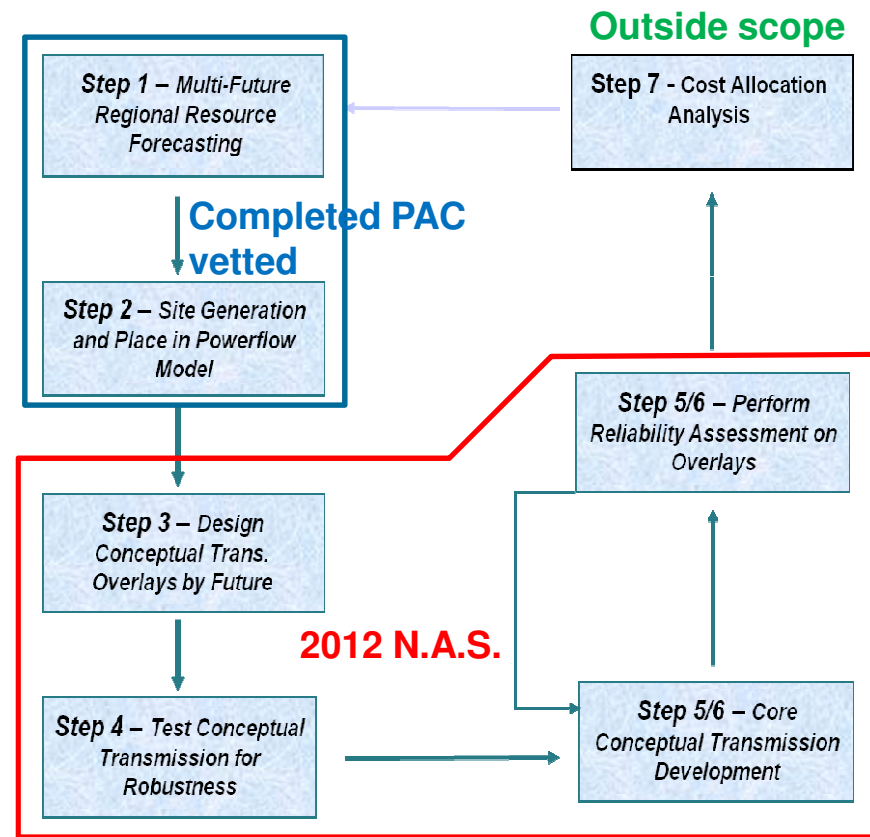 Outside scope
Step 1 – Multi-Future
Regional Resource
Forecasting
Step 7 - Cost Allocation
Analysis
Completed PAC
vetted
Step 2 – Site Generation
and Place in Powerflow
Model
Step 5/6 – Perform
Reliability Assessment on
Overlays
Step 3 – Design
Conceptual Trans.
Overlays by Future
2012 N.A.S.
Step 4 – Test Conceptual
Transmission for
Robustness
Step 5/6 – Core
Conceptual Transmission
Development